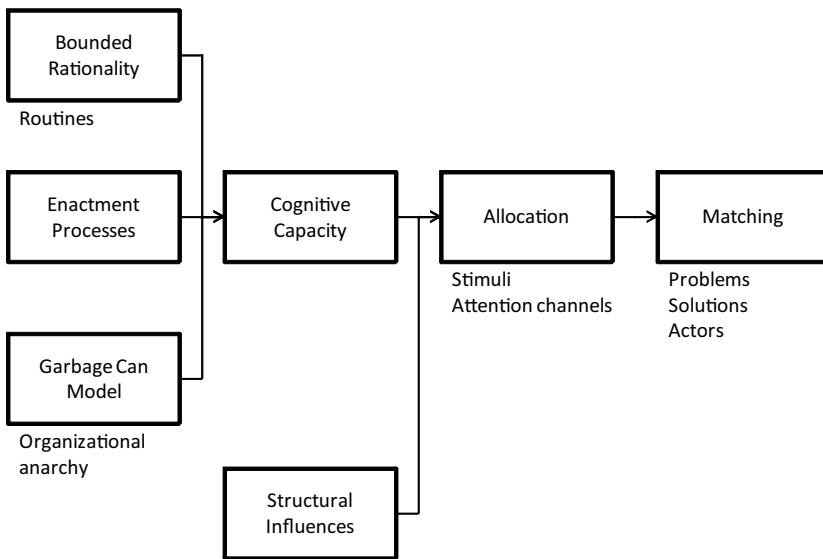 Bounded
Rationality
Routines
Enactment
Processes
Cognitive
Capacity
Allocation
Matching
Stimuli
Attention channels
Problems
Solutions
Actors
Garbage Can
Model
Organizational
anarchy
Structural
Influences